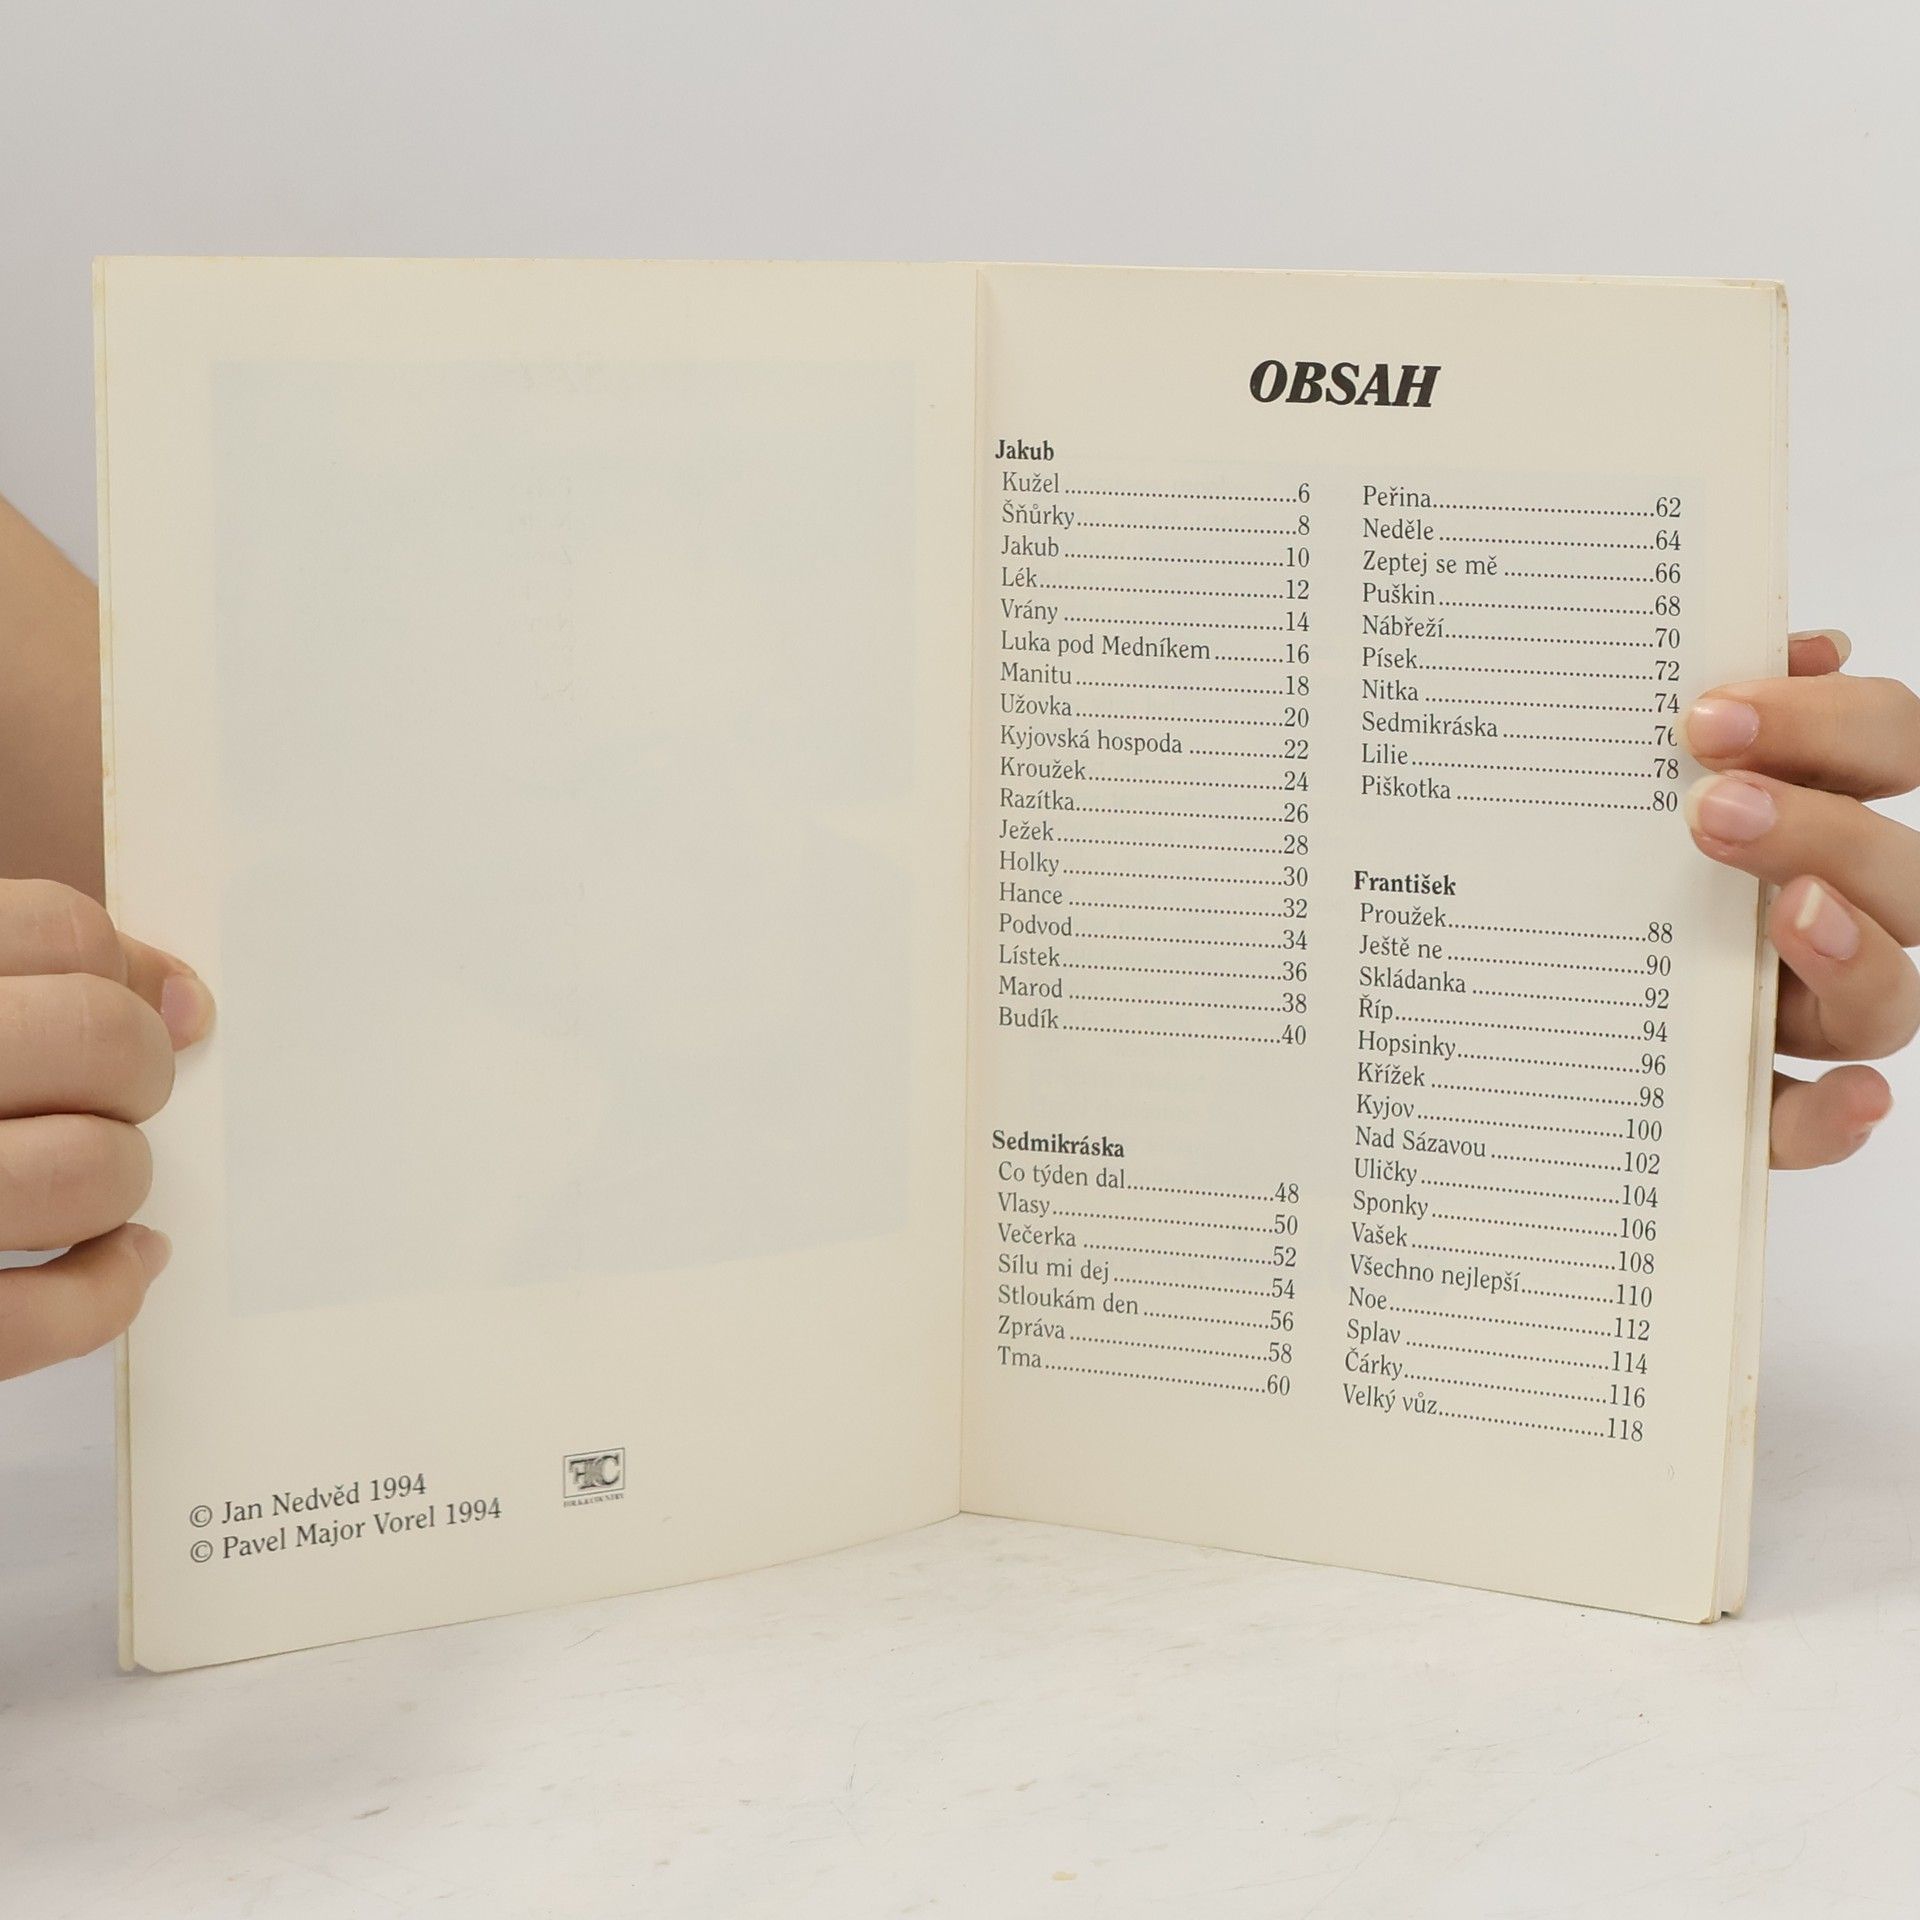 © Jan Nedvěd 1994
© Pavel Major Vorel 1994
FC
FOLK & COUNTRY
OBSAH
Jakub
Kužel.......................................6
Šňůrky.....................................8
Jakub.....................................10
Lék.........................................12
Vrány.....................................14
Luka pod Medníkem...........16
Manitu...................................18
Užovka...................................20
Kyjovská hospoda...............22
Kroužek................................24
Razítka..................................26
Ježek.....................................28
Holky.....................................30
Hance....................................32
Podvod..................................34
Lístek.....................................36
Marod....................................38
Budík.....................................40
Sedmikráska
Co týden dal........................48
Vlasy.....................................50
Večerka................................52
Sílu mi dej...........................54
Stloukám den.....................56
Zpráva..................................58
Tma.......................................60
Peřina....................................62
Neděle...................................64
Zeptej se mě........................66
Puškin...................................68
Nábřeží..................................70
Písek......................................72
Nitka......................................74
Sedmikráska........................76
Lilie........................................78
Piškotka................................80
František
Proužek................................88
Ještě ne................................90
Skládanka............................92
Říp.........................................94
Hopsinky..............................96
Křížek...................................98
Kyjov...................................100
Nad Sázavou.....................102
Uličky.................................104
Sponky...............................106
Vašek..................................108
Všechno nejlepší...............110
Noe......................................112
Splav...................................114
Čárky..................................116
Velký vůz...........................118